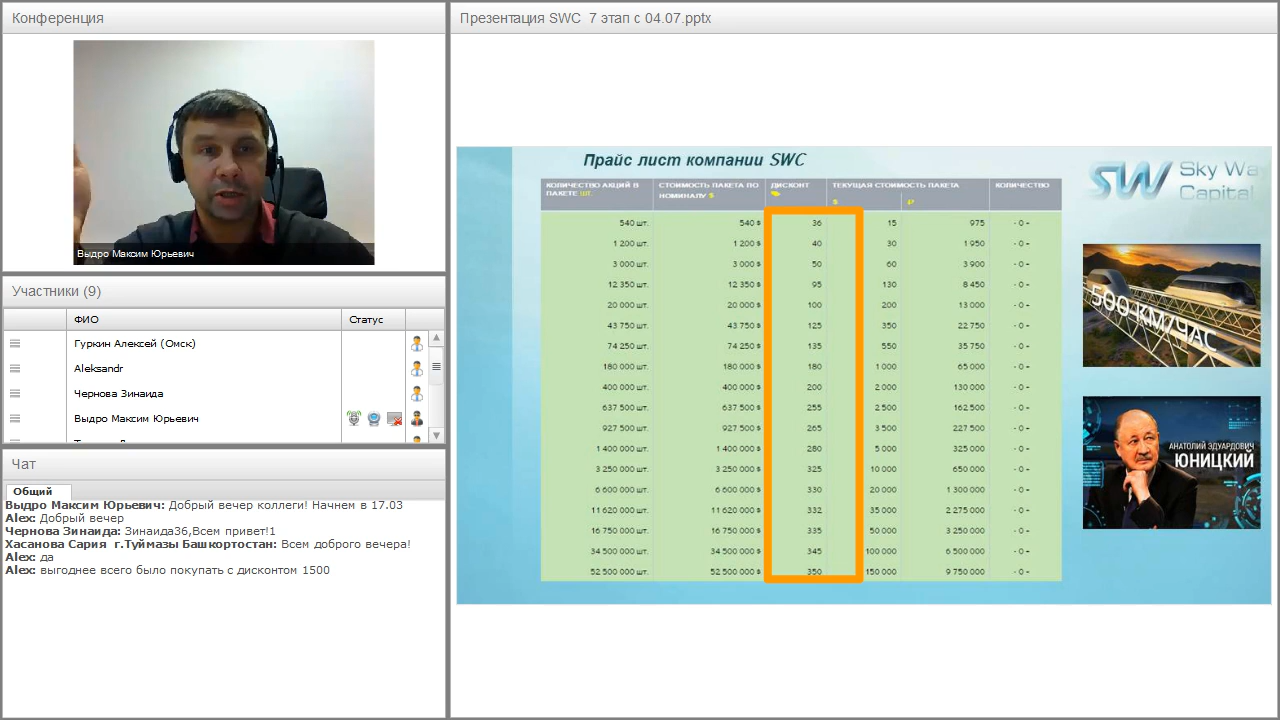 Конференция
Выдро Максим Юрьевич
Участники (9)
ФИО Статус
Гуркин Алексей (Омск)
Aleksandr
Чернова Зинаида
Выдро Максим Юрьевич
Чат
Общий
Выдро Максим Юрьевич: Добрый вечер коллеги! Начнем в 17.03
Alex: Добрый вечер
Чернова Зинаида: Зинаида36,Всем привет!1
Хасанова Сария г.Туймазы Башкортостан: Всем доброго вечера!
Alex: да
Alex: выгоднее всего было покупать с дисконтом 1500
Презентация SWC 7 этап с 04.07.pptx
Прайс лист компании SWC
КОЛИЧЕСТВО АКЦИЙ В ПАКЕТЕ ШТ. СТОИМОСТЬ ПАКЕТА ПО НОМИНАЛУ $ ДИСКОНТ ТЕКУЩАЯ СТОИМОСТЬ ПАКЕТА $ ₽ КОЛИЧЕСТВО
540 шт. 540 $ 36 15 975 - 0 +
1 200 шт. 1 200 $ 40 30 1 950 - 0 +
3 000 шт. 3 000 $ 50 60 3 900 - 0 +
12 350 шт. 12 350 $ 95 130 8 450 - 0 +
20 000 шт. 20 000 $ 100 200 13 000 - 0 +
43 750 шт. 43 750 $ 125 350 22 750 - 0 +
74 250 шт. 74 250 $ 135 550 35 750 - 0 +
180 000 шт. 180 000 $ 180 1 000 65 000 - 0 +
400 000 шт. 400 000 $ 200 2 000 130 000 - 0 +
637 500 шт. 637 500 $ 255 2 500 162 500 - 0 +
927 500 шт. 927 500 $ 265 3 500 227 500 - 0 +
1 400 000 шт. 1 400 000 $ 280 5 000 325 000 - 0 +
3 250 000 шт. 3 250 000 $ 325 10 000 650 000 - 0 +
6 600 000 шт. 6 600 000 $ 330 20 000 1 300 000 - 0 +
11 620 000 шт. 11 620 000 $ 332 35 000 2 275 000 - 0 +
16 750 000 шт. 16 750 000 $ 335 50 000 3 250 000 - 0 +
34 500 000 шт. 34 500 000 $ 345 100 000 6 500 000 - 0 +
52 500 000 шт. 52 500 000 $ 350 150 000 9 750 000 - 0 +
SW Sky Wa
Capital
500 КМ/ЧАС
АНАТОЛИЙ ЭДУАРДОВИЧ
ЮНИЦКИЙ